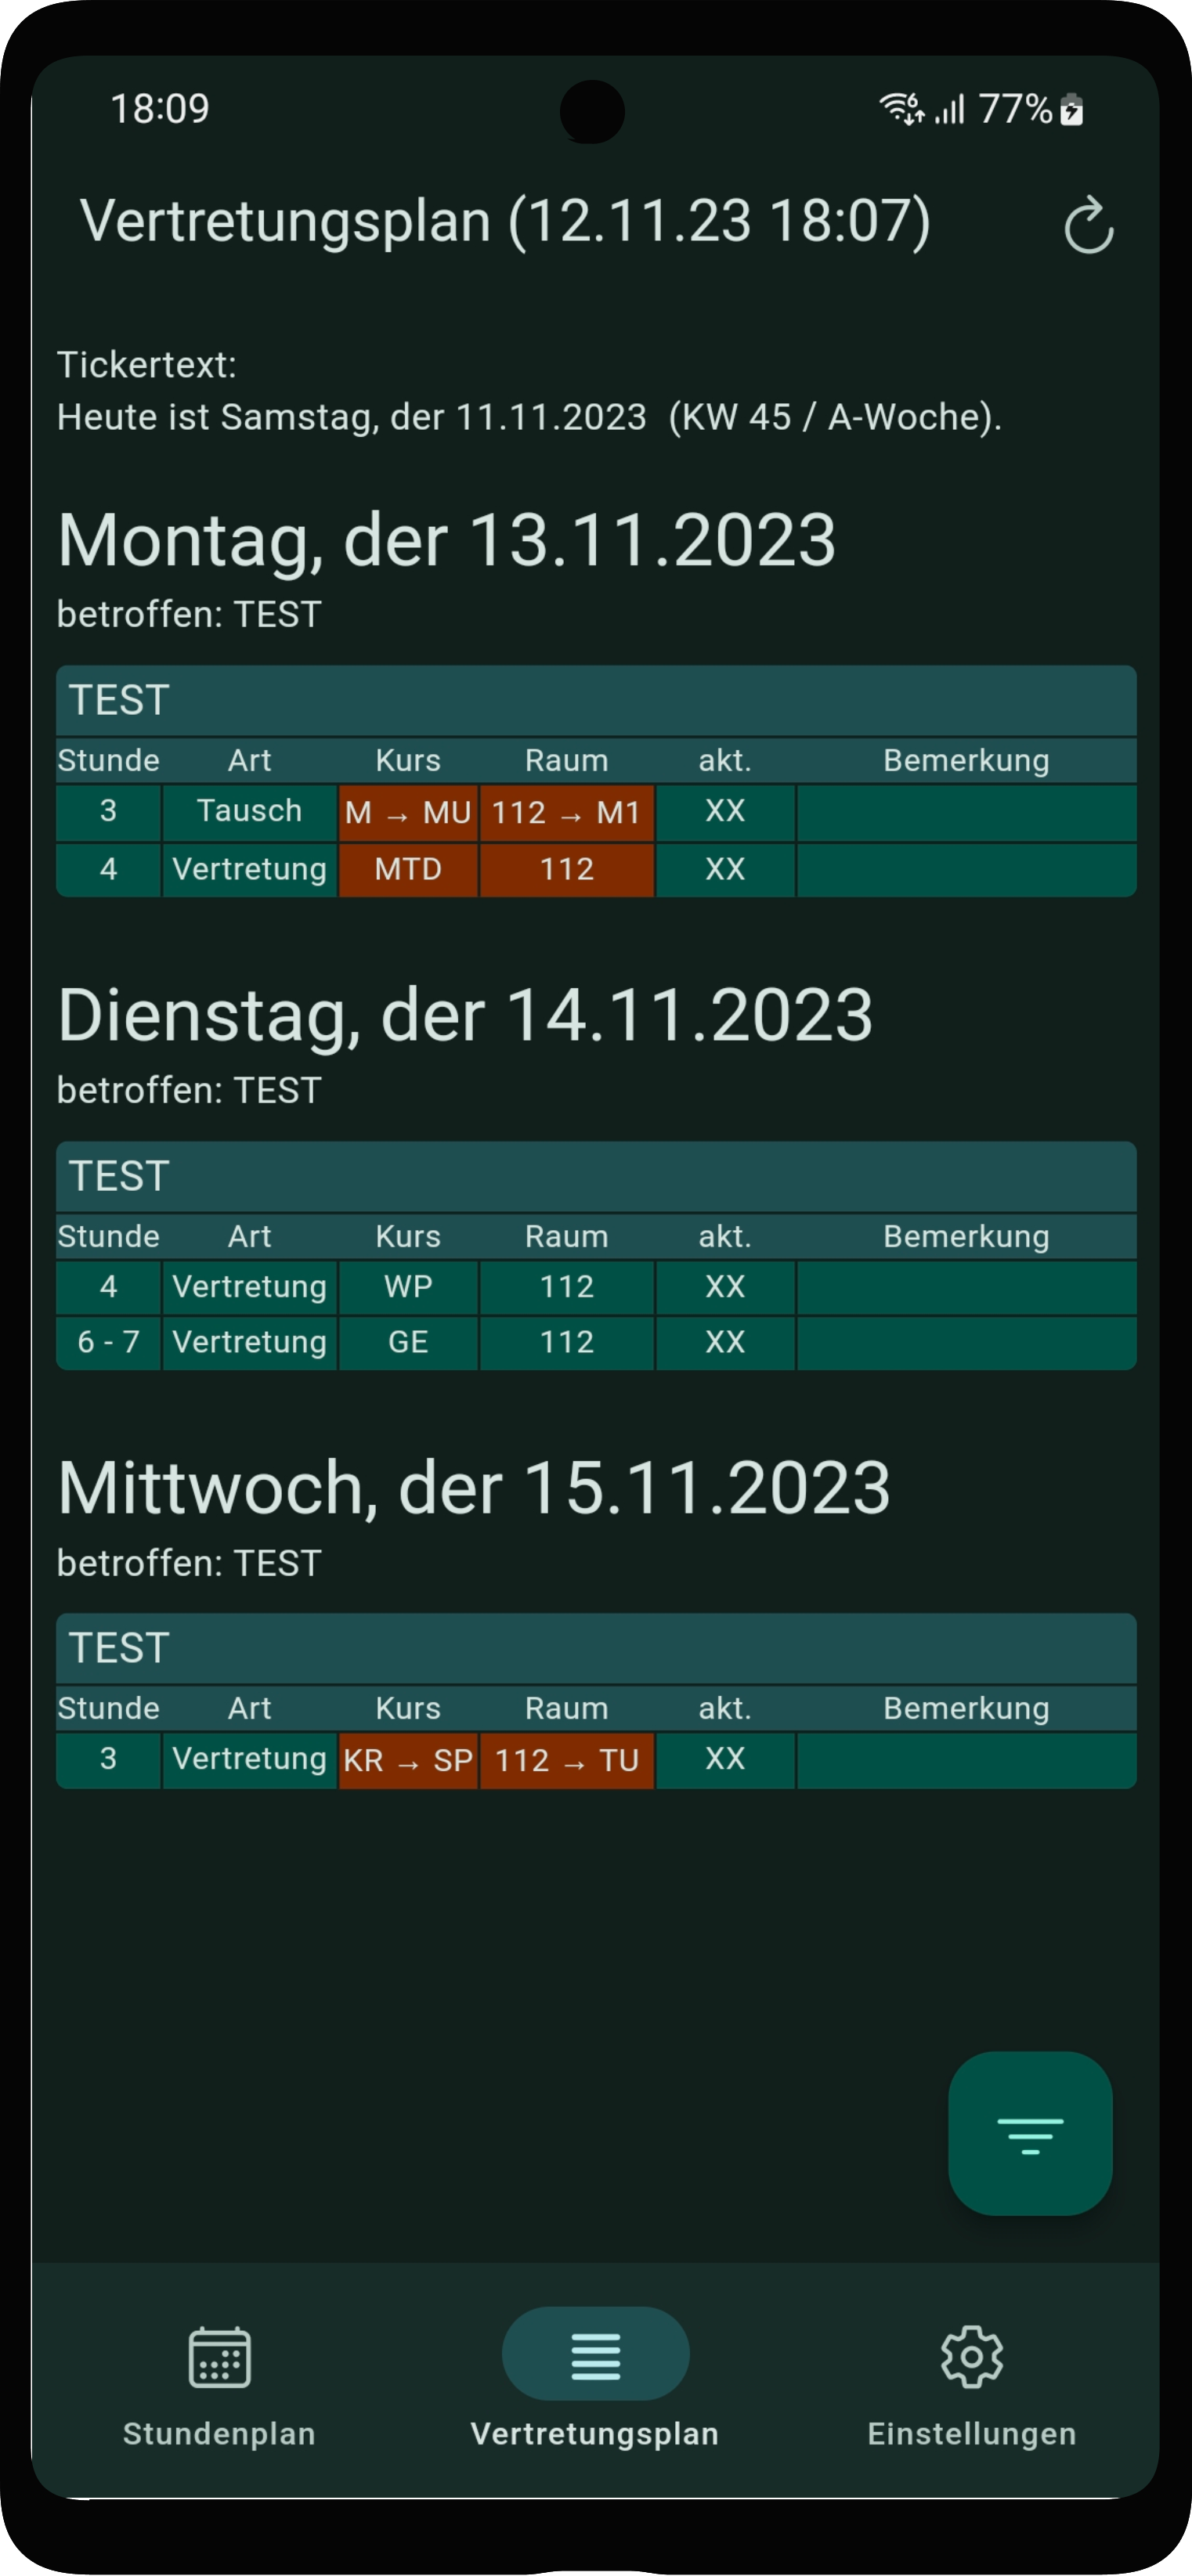 18:09
77%
Vertretungsplan (12.11.23 18:07)
Tickertext:
Heute ist Samstag, der 11.11.2023 (KW 45 / A-Woche).
Montag, der 13.11.2023
betroffen: TEST
TEST
Stunde Art Kurs Raum akt. Bemerkung
3 Tausch M → MU 112 → M1 XX
4 Vertretung MTD 112 XX
Dienstag, der 14.11.2023
betroffen: TEST
TEST
Stunde Art Kurs Raum akt. Bemerkung
4 Vertretung WP 112 XX
6 - 7 Vertretung GE 112 XX
Mittwoch, der 15.11.2023
betroffen: TEST
TEST
Stunde Art Kurs Raum akt. Bemerkung
3 Vertretung KR → SP 112 → TU XX
Stundenplan Vertretungsplan Einstellungen